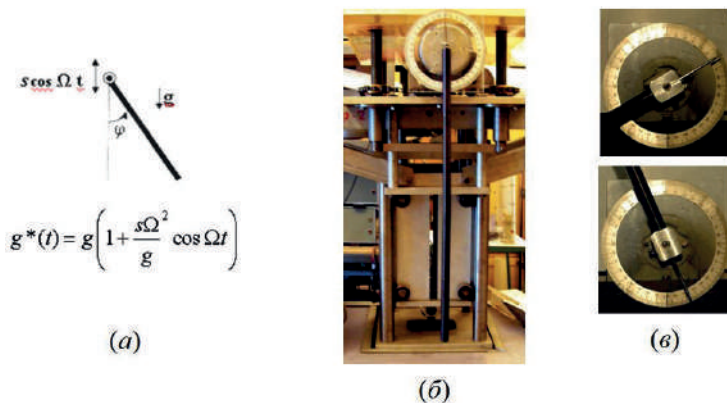 s cos Ω t
g
φ
g*(t) = g(1 + sΩ²/g cos Ωt)
(а)
(б)
(в)